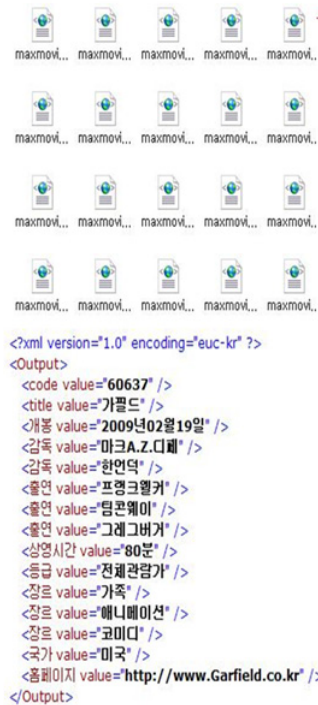 maxmovi... maxmovi... maxmovi... maxmovi... maxmovi...
maxmovi... maxmovi... maxmovi... maxmovi... maxmovi...
maxmovi... maxmovi... maxmovi... maxmovi... maxmovi...
maxmovi... maxmovi... maxmovi... maxmovi... maxmovi...
<?xml version="1.0" encoding="euc-kr" ?>
<Output>
<code value="60637" />
<title value="가필드" />
<개봉 value="2009년02월19일" />
<감독 value="마크A.Z.디페" />
<감독 value="한언덕" />
<출연 value="프랭크웰커" />
<출연 value="팀콘웨이" />
<출연 value="그레그버거" />
<상영시간 value="80분" />
<등급 value="전체관람가" />
<장르 value="가족" />
<장르 value="애니메이션" />
<장르 value="코미디" />
<국가 value="미국" />
<홈페이지 value="http://www.Garfield.co.kr" />
</Output>